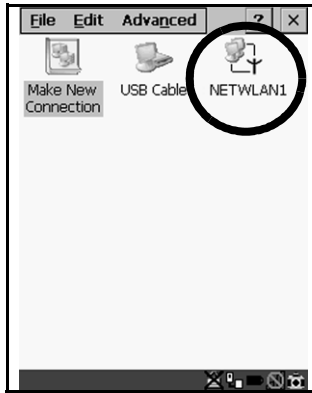 File Edit Advanced ? ×
Make New Connection
USB Cable
NETWLAN1